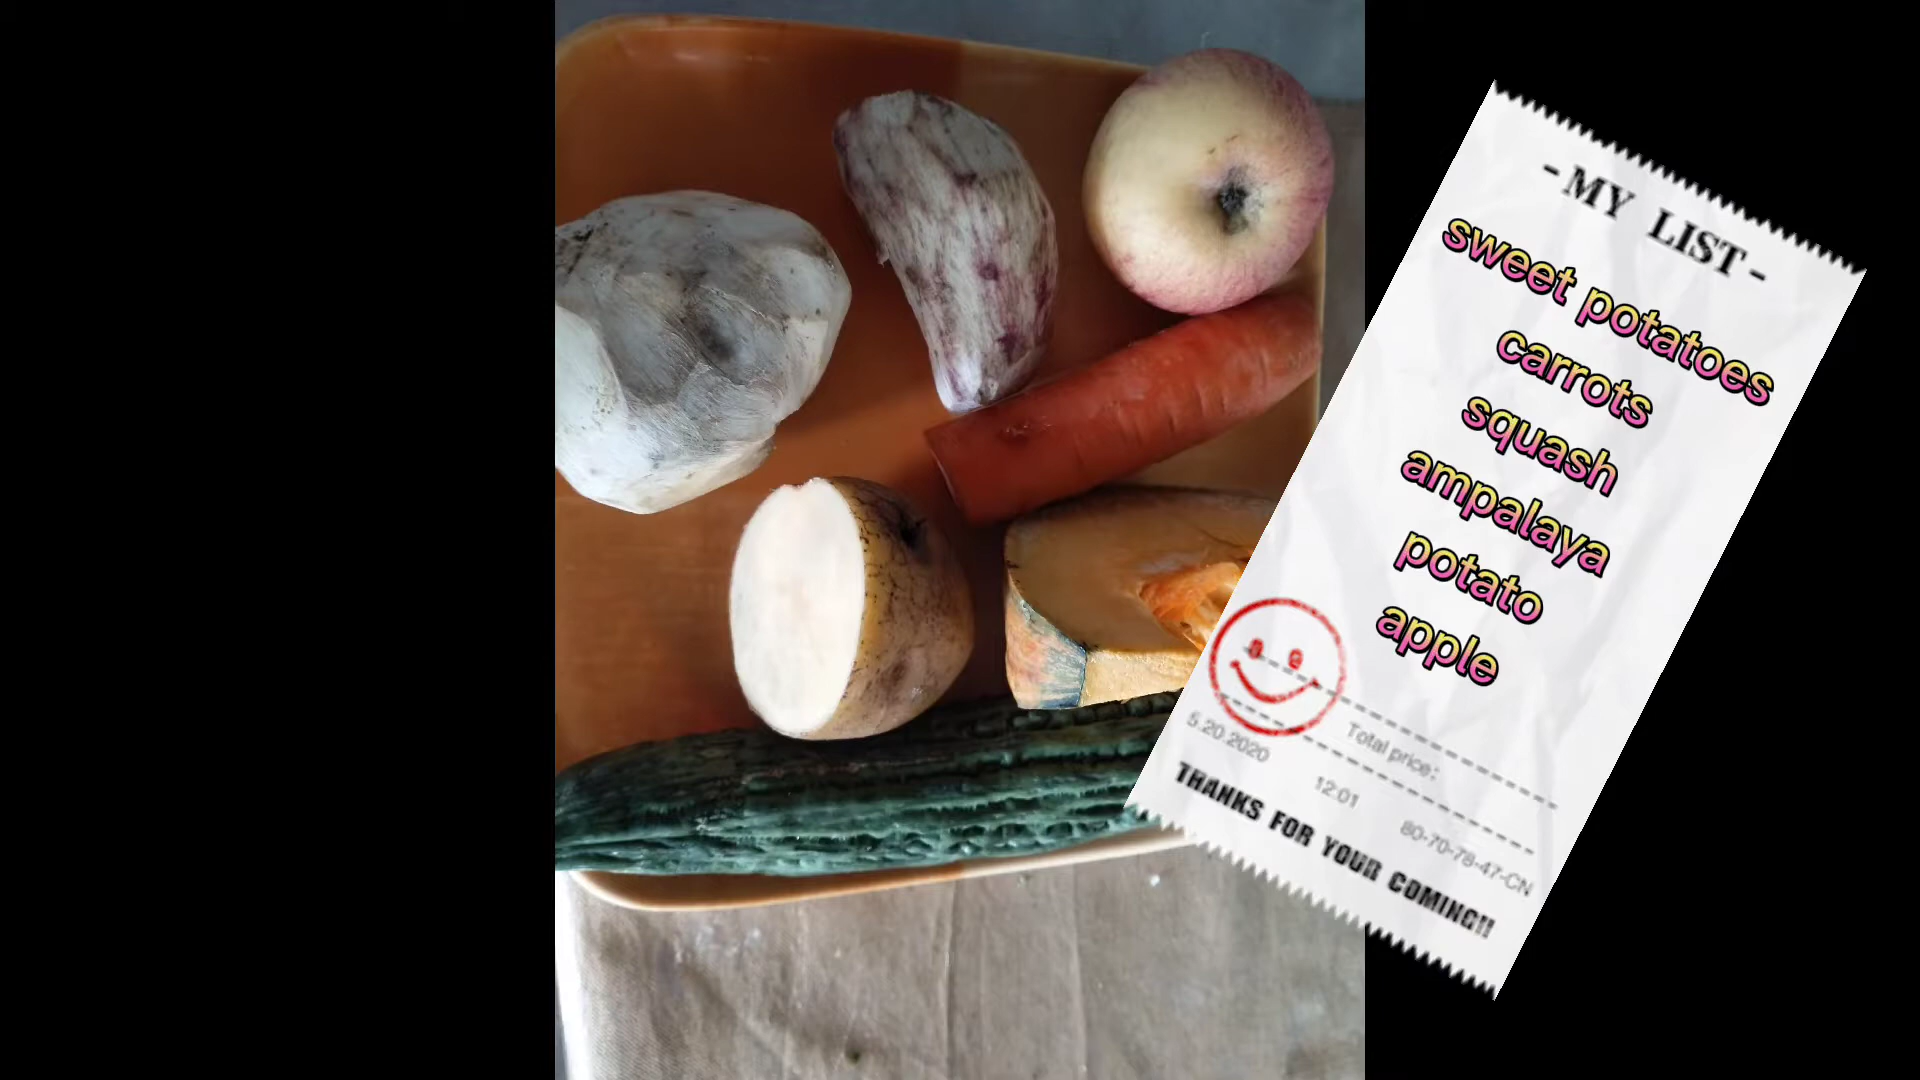 - MY LIST -
sweet potatoes
carrots
squash
ampalaya
potato
apple
Total price:
5.20.2020
12:01
80-70-78-47-CN
THANKS FOR YOUR COMING!!